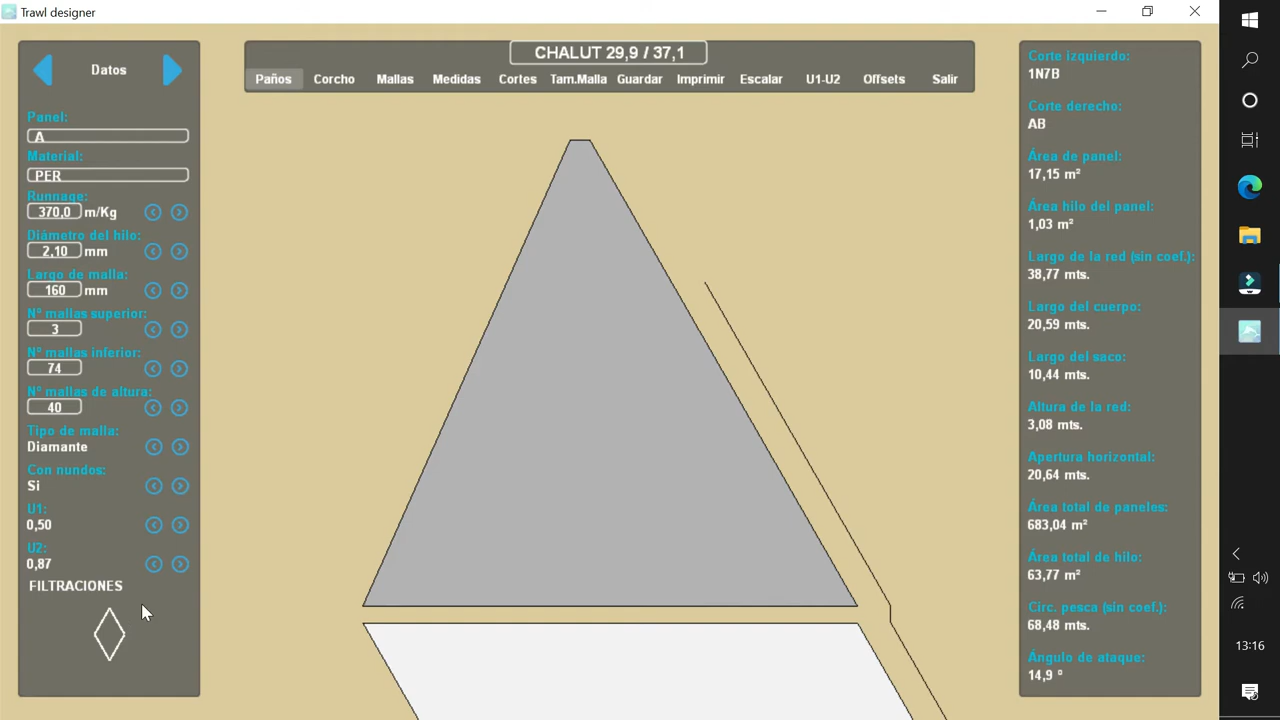 Trawl designer
CHALUT 29,9 / 37,1
Paños Corcho Mallas Medidas Cortes Tam.Malla Guardar Imprimir Escalar U1-U2 Offsets Salir
Datos
Panel:
A
Material:
PER
Runnage:
370,0 m/Kg
Diámetro del hilo:
2,10 mm
Largo de malla:
160 mm
Nº mallas superior:
3
Nº mallas inferior:
74
Nº mallas de altura:
40
Tipo de malla:
Diamante
Con nundos:
Si
U1:
0,50
U2:
0,87
FILTRACIONES
Corte izquierdo:
1N7B
Corte derecho:
AB
Área de panel:
17,15 m²
Área hilo del panel:
1,03 m²
Largo de la red (sin coef.):
38,77 mts.
Largo del cuerpo:
20,59 mts.
Largo del saco:
10,44 mts.
Altura de la red:
3,08 mts.
Apertura horizontal:
20,64 mts.
Área total de paneles:
683,04 m²
Área total de hilo:
63,77 m²
Circ. pesca (sín coef.):
68,48 mts.
Ángulo de ataque:
14,9 º
13:16